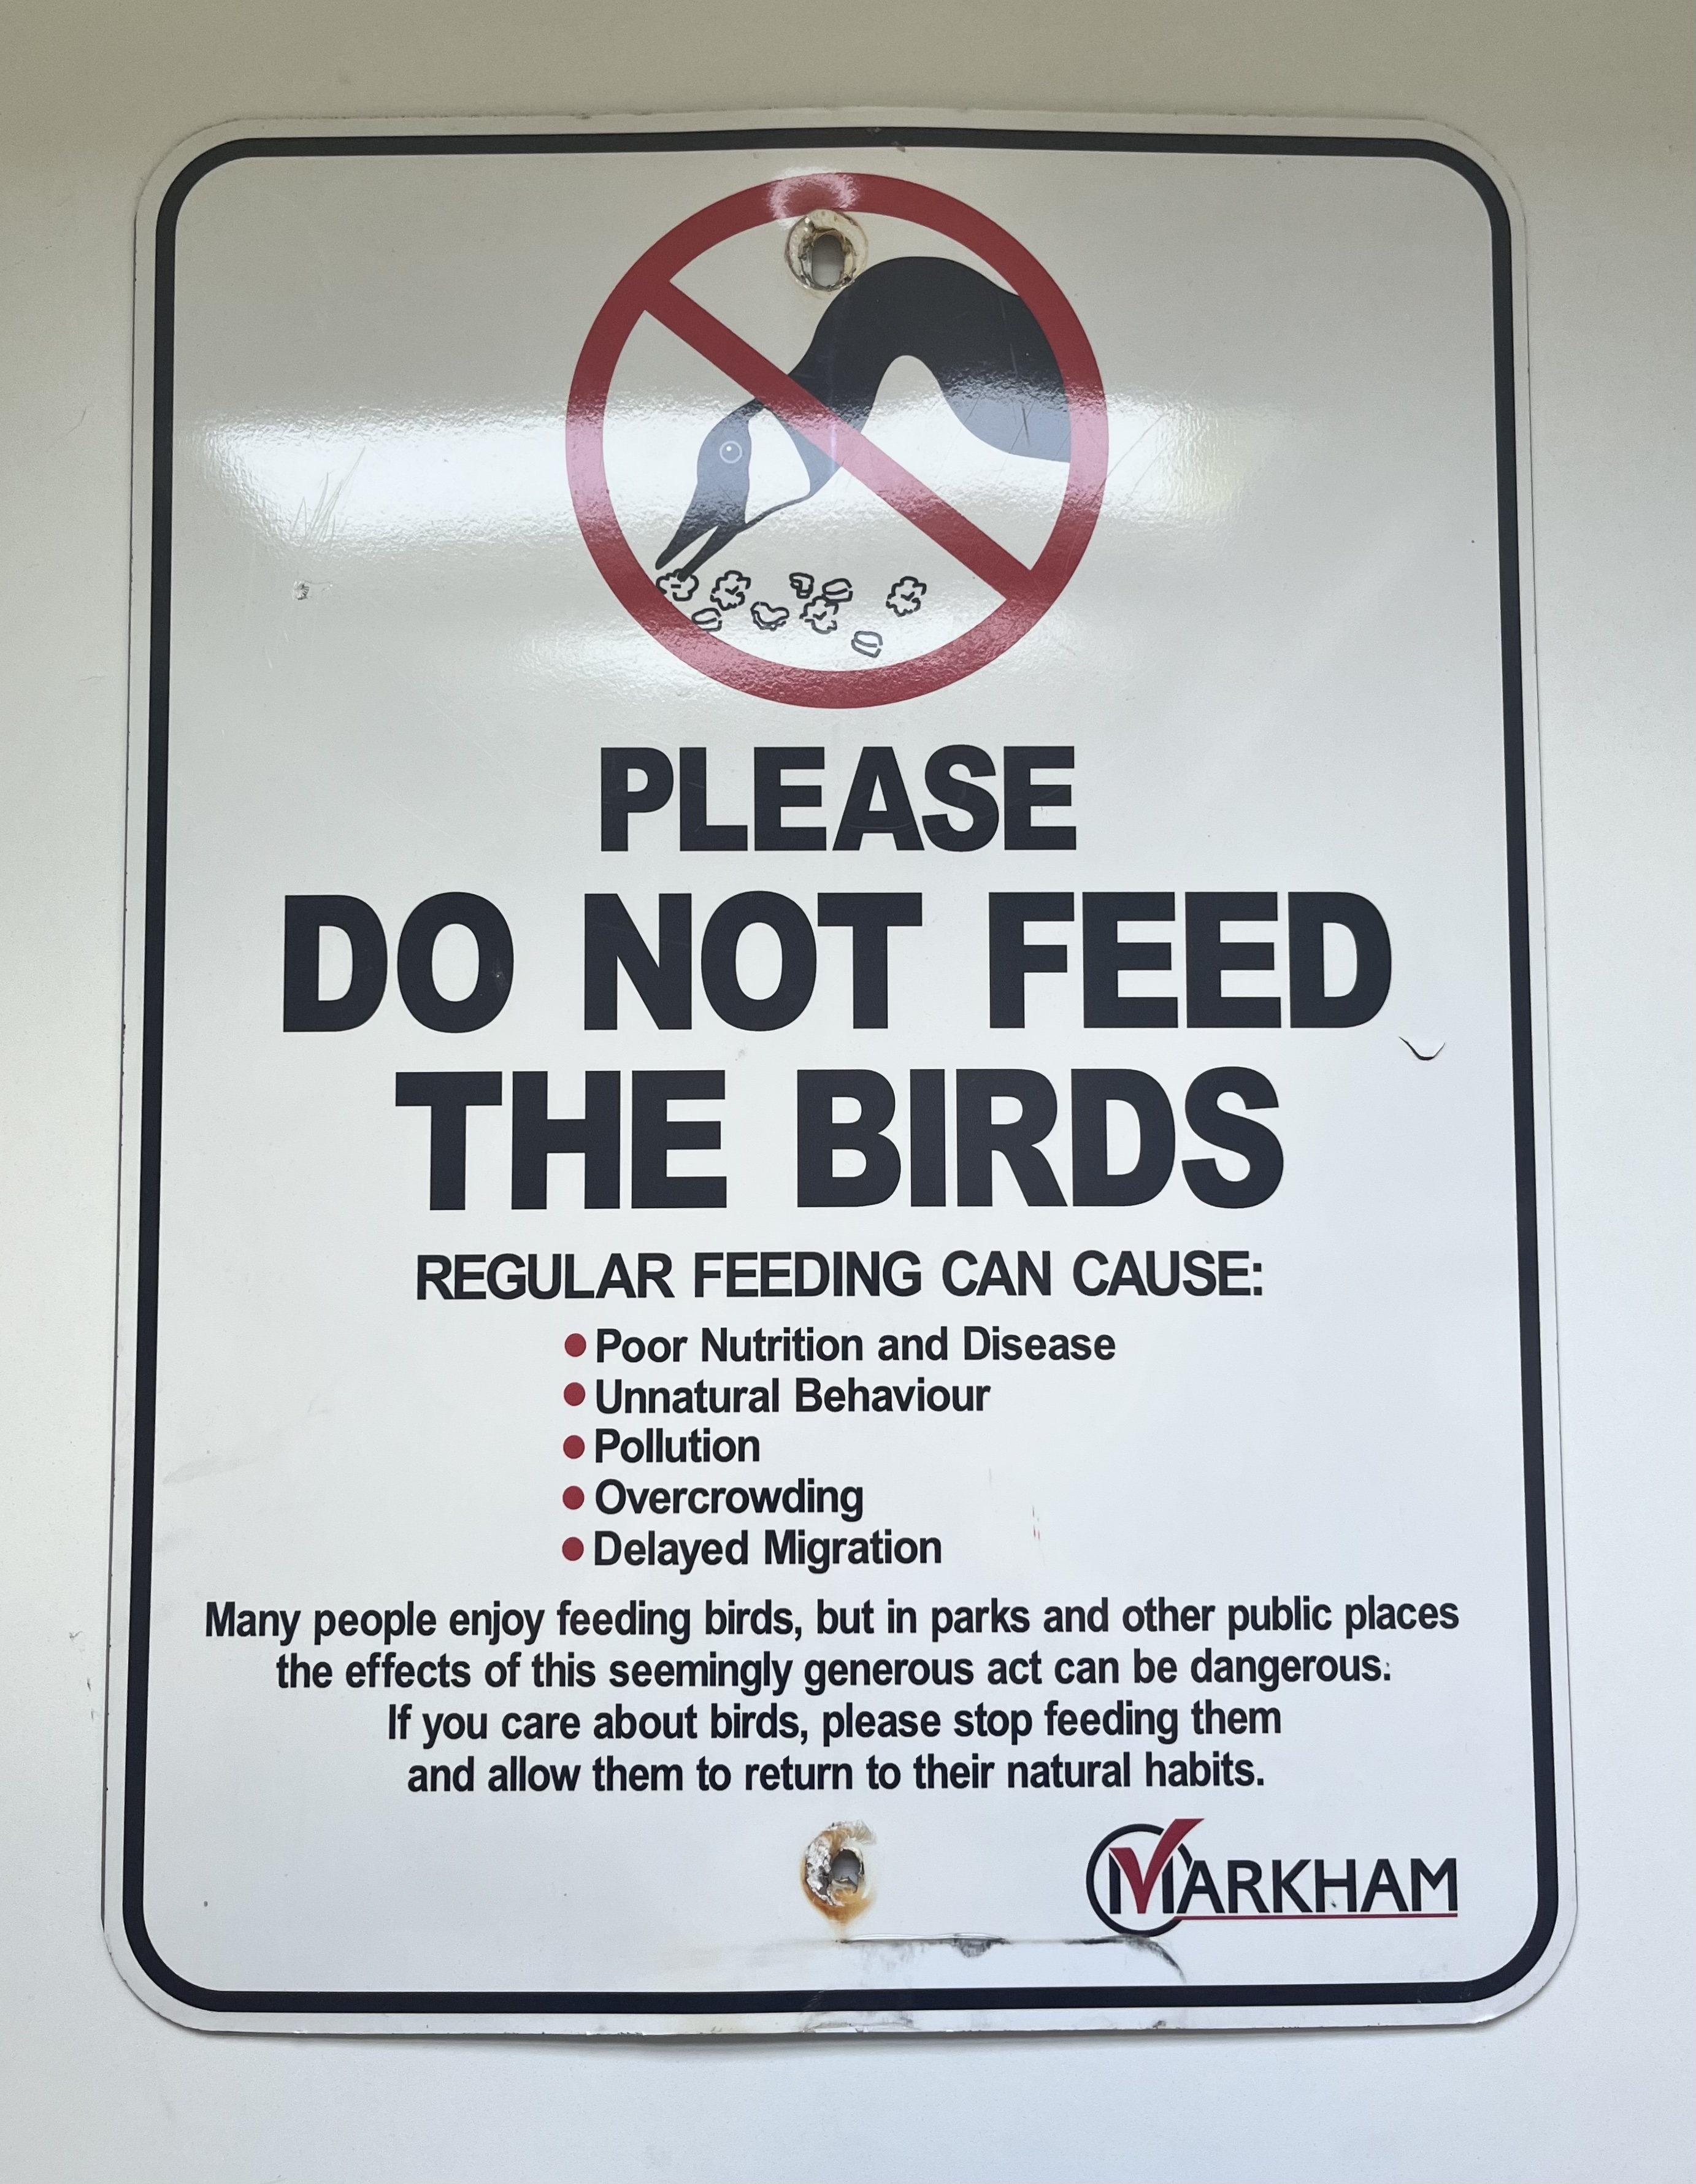 PLEASE
DO NOT FEED
THE BIRDS
REGULAR FEEDING CAN CAUSE:
• Poor Nutrition and Disease
• Unnatural Behaviour
• Pollution
• Overcrowding
• Delayed Migration
Many people enjoy feeding birds, but in parks and other public places
the effects of this seemingly generous act can be dangerous.
If you care about birds, please stop feeding them
and allow them to return to their natural habits.
MARKHAM